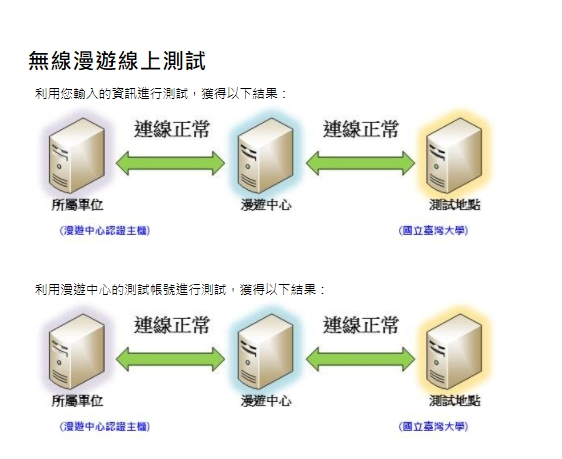 無線漫遊線上測試
利用您輸入的資訊進行測試，獲得以下結果：
連線正常 連線正常
所屬單位 漫遊中心 測試地點
(漫遊中心認證主機) (國立臺灣大學)
利用漫遊中心的測試帳號進行測試，獲得以下結果：
連線正常 連線正常
所屬單位 漫遊中心 測試地點
(漫遊中心認證主機) (國立臺灣大學)